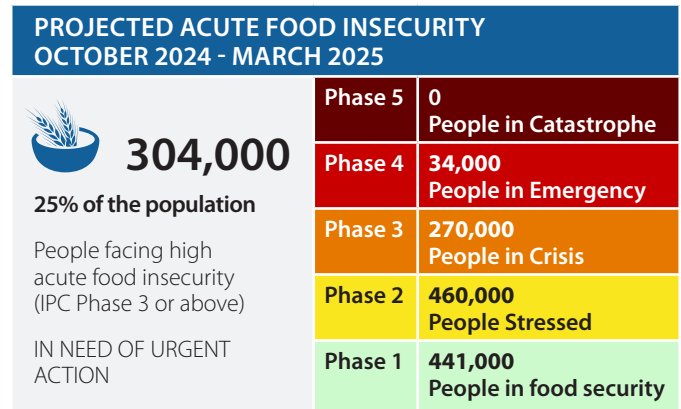 PROJECTED ACUTE FOOD INSECURITY
OCTOBER 2024 - MARCH 2025
304,000
25% of the population
People facing high
acute food insecurity
(IPC Phase 3 or above)
IN NEED OF URGENT
ACTION
Phase 5
0
People in Catastrophe
Phase 4
34,000
People in Emergency
Phase 3
270,000
People in Crisis
Phase 2
460,000
People Stressed
Phase 1
441,000
People in food security